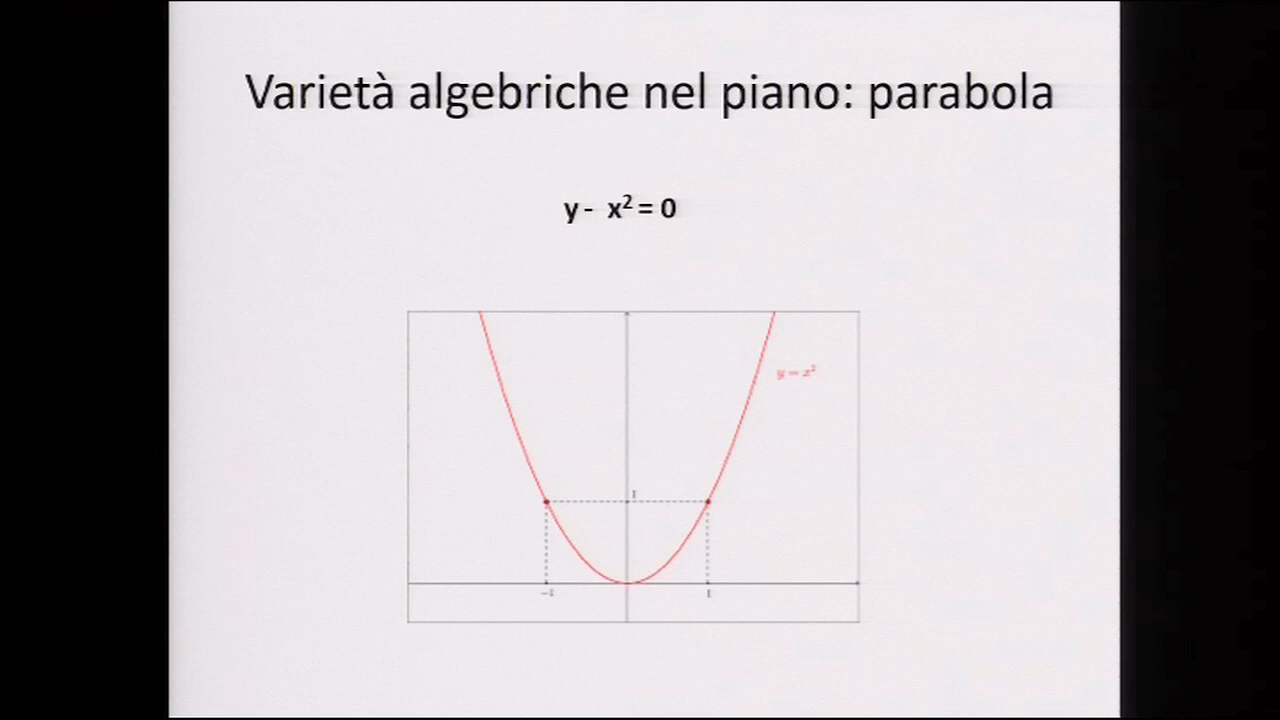 Varietà algebriche nel piano: parabola
y - x² = 0
y = x²
1
-1 1